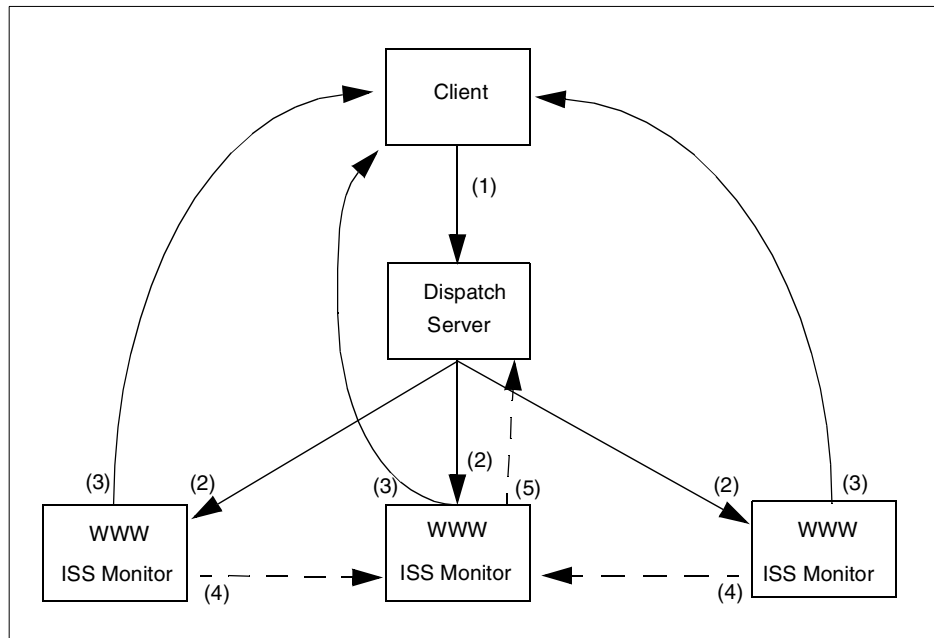 Client
(1)
Dispatch
Server
(3)
(2)
(3)
(2)
(5)
(2)
(3)
WWW
ISS Monitor
WWW
ISS Monitor
WWW
ISS Monitor
(4)
(4)